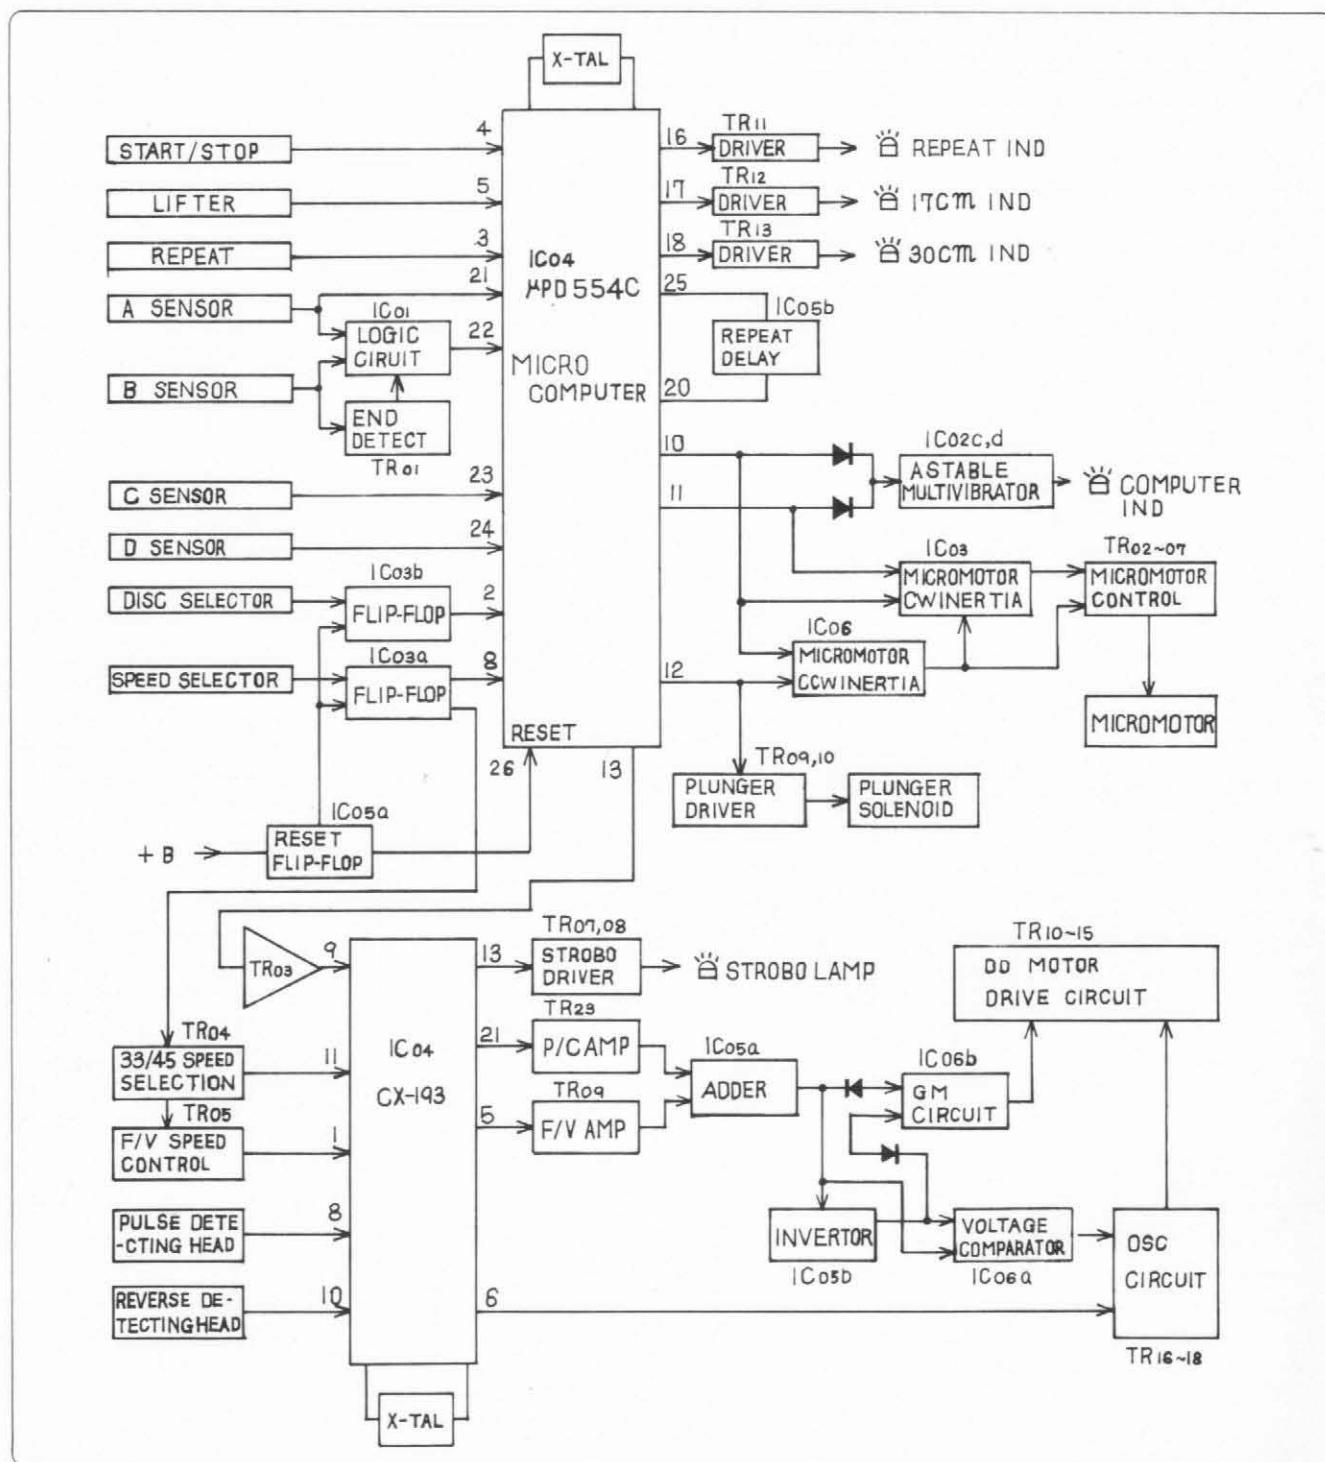 X-TAL
START/STOP
4
16
TR11
DRIVER
REPEAT IND
LIFTER
5
17
TR12
DRIVER
17CM IND
REPEAT
3
18
TR13
DRIVER
30CM IND
IC04
μPD554C
MICRO
COMPUTER
A SENSOR
21
IC01
LOGIC
CIRUIT
22
25
IC05b
REPEAT
DELAY
20
B SENSOR
END
DETECT
TR01
10
11
IC02c,d
ASTABLE
MULTIVIBRATOR
COMPUTER
IND
C SENSOR
23
D SENSOR
24
IC03
MICROMOTOR
CWINERTIA
TR02~07
MICROMOTOR
CONTROL
DISC SELECTOR
IC03b
FLIP-FLOP
2
IC06
MICROMOTOR
CCWINERTIA
12
SPEED SELECTOR
IC03a
FLIP-FLOP
8
MICROMOTOR
RESET
26
13
TR09,10
PLUNGER
DRIVER
PLUNGER
SOLENOID
+B
IC05a
RESET
FLIP-FLOP
TR03
9
13
TR07,08
STROBO
DRIVER
STROBO LAMP
TR10~15
DD MOTOR
DRIVE CIRCUIT
TR04
33/45 SPEED
SELECTION
11
IC04
CX-193
21
TR23
P/C AMP
IC05a
ADDER
IC06b
GM
CIRCUIT
TR05
F/V SPEED
CONTROL
1
5
TR09
F/V AMP
PULSE DETE
-CTING HEAD
8
INVERTOR
IC05b
VOLTAGE
COMPARATOR
IC06a
OSC
CIRCUIT
TR16~18
REVERSE DE-
TECTING HEAD
10
6
X-TAL